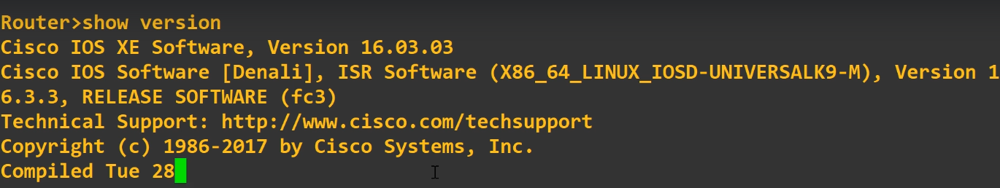 Router>show version
Cisco IOS XE Software, Version 16.03.03
Cisco IOS Software [Denali], ISR Software (X86_64_LINUX_IOSD-UNIVERSALK9-M), Version 1
6.3.3, RELEASE SOFTWARE (fc3)
Technical Support: http://www.cisco.com/techsupport
Copyright (c) 1986-2017 by Cisco Systems, Inc.
Compiled Tue 28